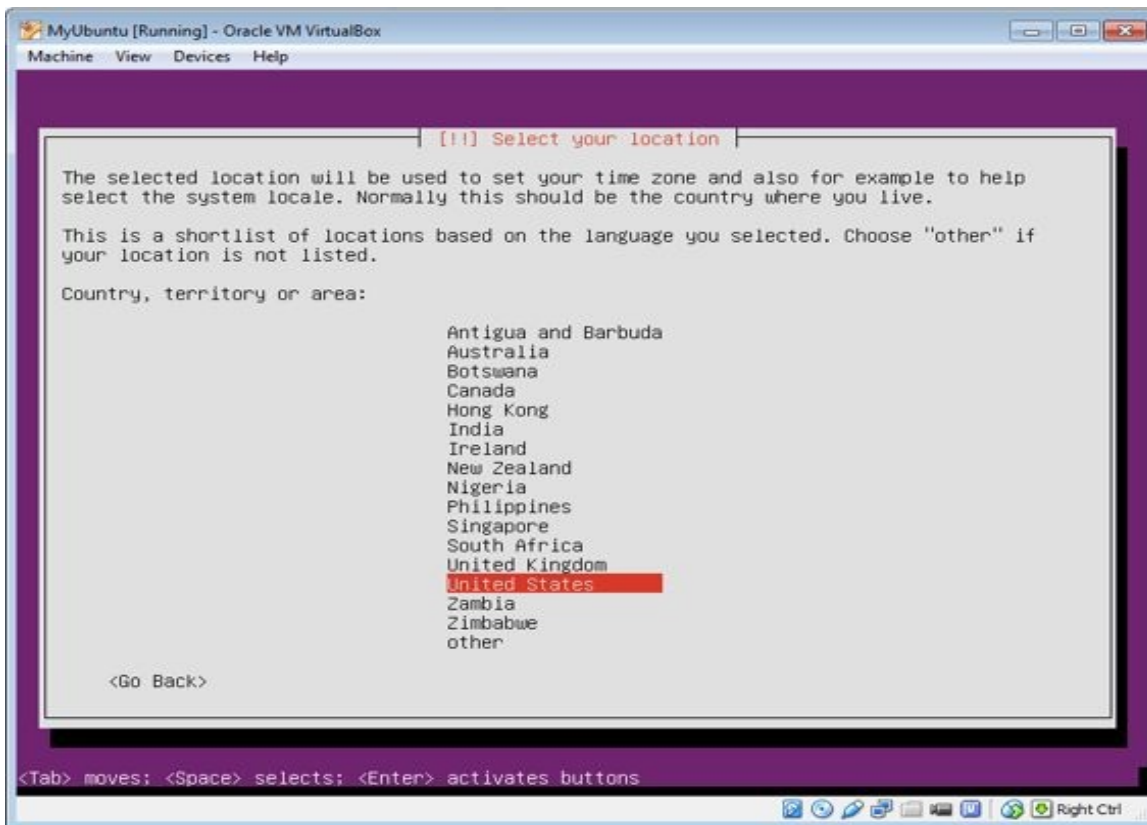 MyUbuntu [Running] - Oracle VM VirtualBox
Machine View Devices Help
[!!] Select your location
The selected location will be used to set your time zone and also for example to help
select the system locale. Normally this should be the country where you live.
This is a shortlist of locations based on the language you selected. Choose "other" if
your location is not listed.
Country, territory or area:
Antigua and Barbuda
Australia
Botswana
Canada
Hong Kong
India
Ireland
New Zealand
Nigeria
Philippines
Singapore
South Africa
United Kingdom
United States
Zambia
Zimbabwe
other
<Go Back>
<Tab> moves; <Space> selects; <Enter> activates buttons
Right Ctrl